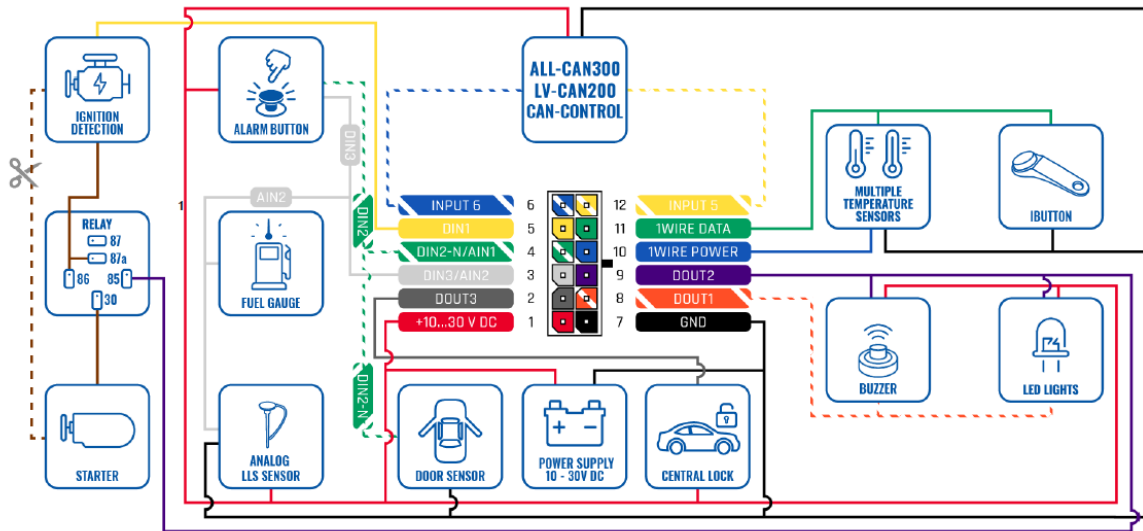 IGNITION
DETECTION
ALARM BUTTON
ALL-CAN300
LV-CAN200
CAN-CONTROL
MULTIPLE
TEMPERATURE
SENSORS
IBUTTON
DIN3
AIN2
1
DIN2
RELAY
87
87a
86
85
30
FUEL GAUGE
INPUT 6
6
12
INPUT 5
DIN1
5
11
1WIRE DATA
DIN2-N/AIN1
4
10
1WIRE POWER
DIN3/AIN2
3
9
DOUT2
DOUT3
2
8
DOUT1
+10...30 V DC
1
7
GND
BUZZER
LED LIGHTS
DIN2-N
STARTER
ANALOG
LLS SENSOR
DOOR SENSOR
POWER SUPPLY
10 - 30V DC
CENTRAL LOCK